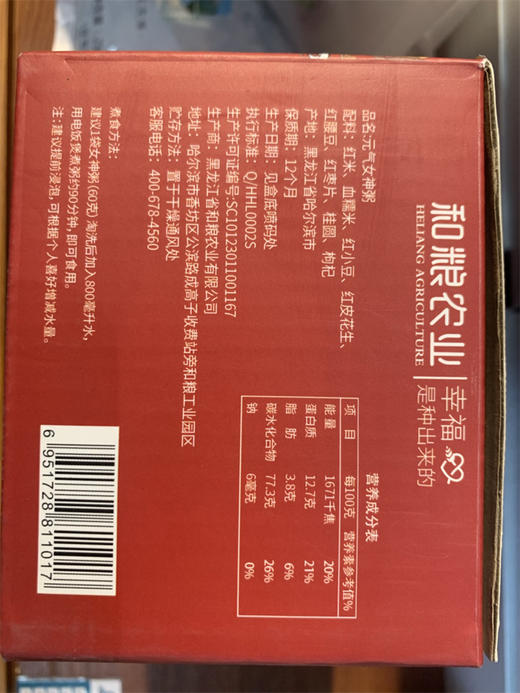 和粮农业
HELIANG AGRICULTURE
幸福
是种出来的
品名:元气女神粥
配料:红米、血糯米、红小豆、红皮花生、
红腰豆、红枣片、桂圆、枸杞
产地:黑龙江省哈尔滨市
保质期:12个月
生产日期:见盒底喷码处
执行标准:Q/HHL0002S
生产许可证编号:SC10123011001167
生产商:黑龙江省和粮农业有限公司
地址:哈尔滨市香坊区公滨路成高子收费站旁和粮工业园区
贮存方法:置于干燥通风处
客服电话:400-678-4560
煮食方法:
建议1袋女神粥(60克)淘洗后加入800毫升水,
用电饭煲煮粥约90分钟,即可食用。
注:建议提前浸泡,可根据个人喜好增减水量。
营养成分表
项目 每100克 营养素参考值%
能量 1671千焦 20%
蛋白质 12.7克 21%
脂肪 3.8克 6%
碳水化合物 77.3克 26%
钠 6毫克 0%
6951728811017